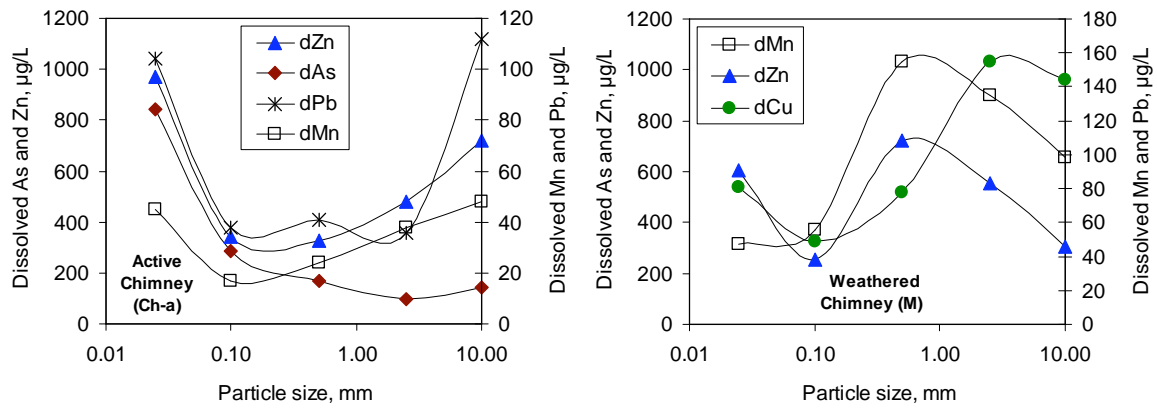 Dissolved As and Zn, µg/L
1200
1000
800
600
400
200
0
dZn
dAs
dPb
dMn
Active
Chimney
(Ch-a)
120
100
80
60
40
20
0
Dissolved Mn and Pb, µg/L
0.01 0.10 1.00 10.00
Particle size, mm
Dissolved As and Zn, µg/L
1200
1000
800
600
400
200
0
dMn
dZn
dCu
Weathered
Chimney (M)
180
160
140
120
100
80
60
40
20
0
Dissolved Mn and Pb, µg/L
0.01 0.10 1.00 10.00
Particle size, mm